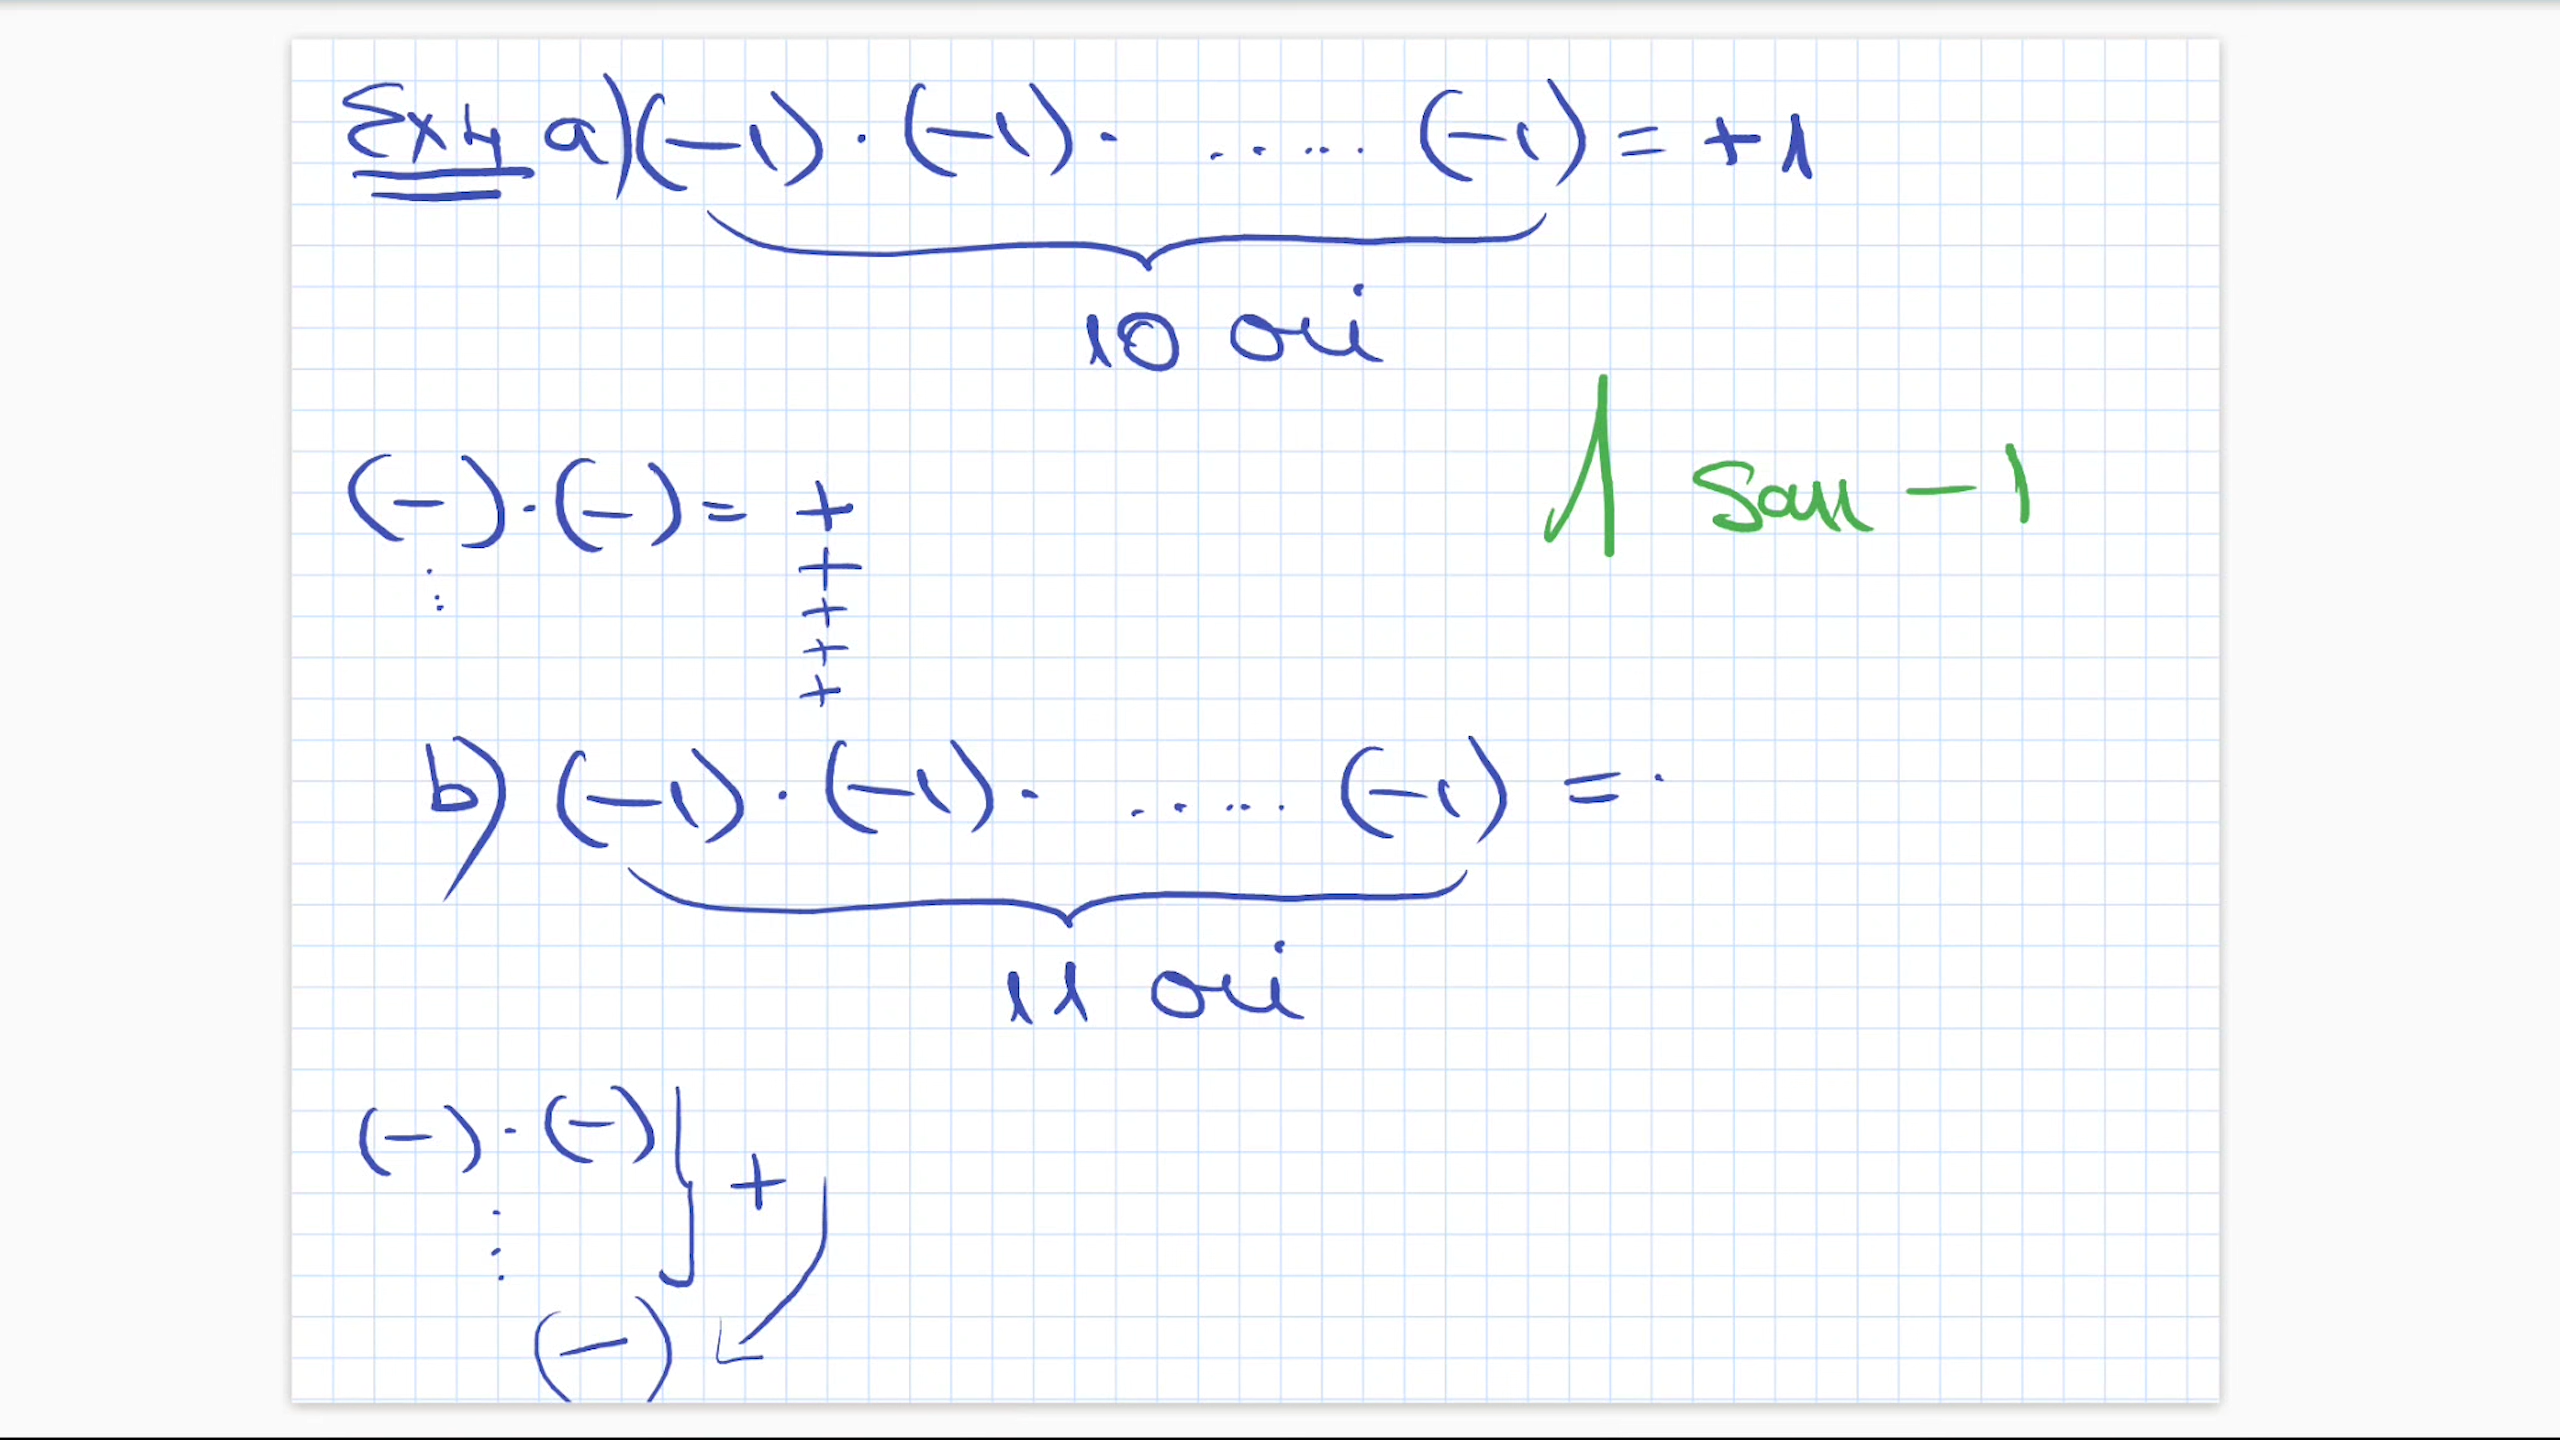 Ex 4 a) (-1) · (-1) · ...... (-1) = +1
10 ori
1 sau -1
(-) · (-) = +
+
+
+
+
b) (-1) · (-1) · ...... (-1) = ·
11 ori
(-) · (-)
+
(-)